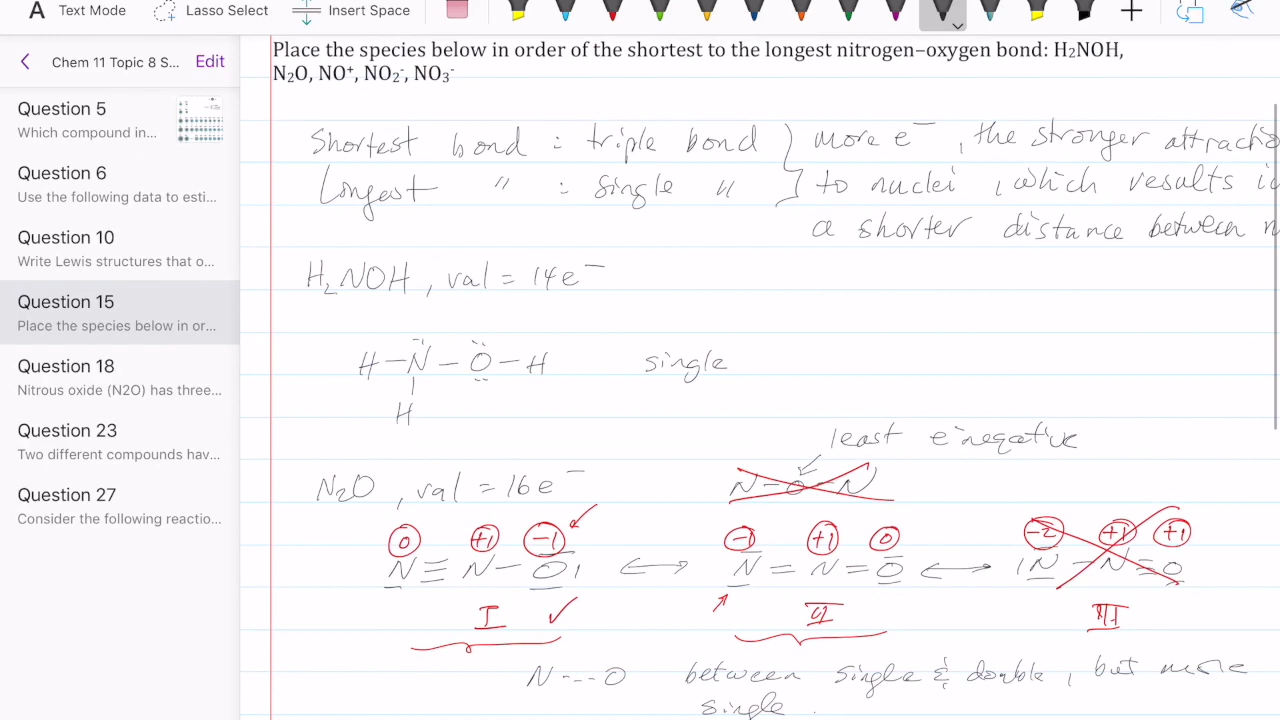 A Text Mode Lasso Select Insert Space
Chem 11 Topic 8 S... Edit
Question 5
Which compound in...
Question 6
Use the following data to esti...
Question 10
Write Lewis structures that o...
Question 15
Place the species below in or...
Question 18
Nitrous oxide (N2O) has three...
Question 23
Two different compounds hav...
Question 27
Consider the following reactio...
Place the species below in order of the shortest to the longest nitrogen–oxygen bond: H₂NOH,
N₂O, NO⁺, NO₂⁻, NO₃⁻
Shortest bond : triple bond } more e⁻, the stronger attractio
Longest " : single " } to nuclei, which results i
a shorter distance between n
H₂NOH, val = 14e⁻
H–N–O–H single
H
least e'negative
N₂O, val = 16e⁻ N–O–N
0 +1 -1 -1 +1 0 -2 +1 +1
N≡N–O ↔ N=N=O ↔ N–N≡O
I ✓ II III
N---O between single & double, but more
single.